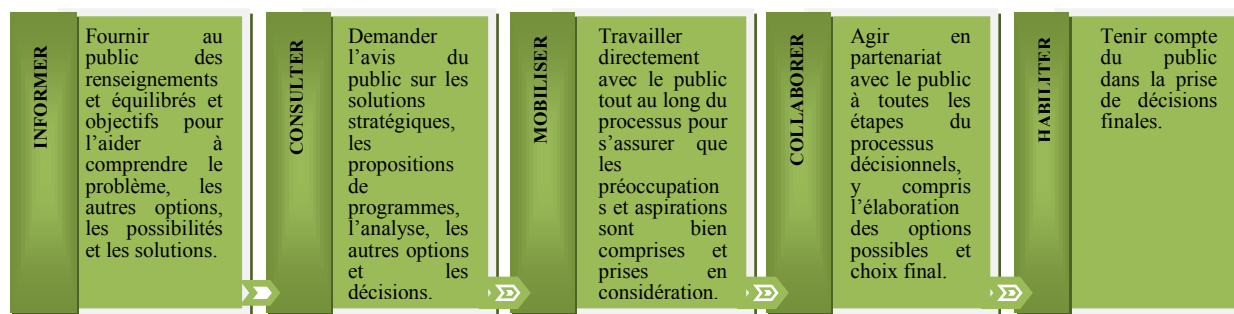 INFORMER
Fournir au
public des
renseignements
et équilibrés et
objectifs pour
l'aider à
comprendre le
problème, les
autres options,
les possibilités
et les solutions.
CONSULTER
Demander
l'avis du
public sur les
solutions
stratégiques,
les
propositions
de
programmes,
l'analyse, les
autres options
et les
décisions.
MOBILISER
Travailler
directement
avec le public
tout au long du
processus pour
s'assurer que
les
préoccupation
s et aspirations
sont bien
comprises et
prises en
considération.
COLLABORER
Agir en
partenariat
avec le public
à toutes les
étapes du
processus
décisionnels,
y compris
l'élaboration
des options
possibles et
choix final.
HABILITER
Tenir compte
du public
dans la prise
de décisions
finales.